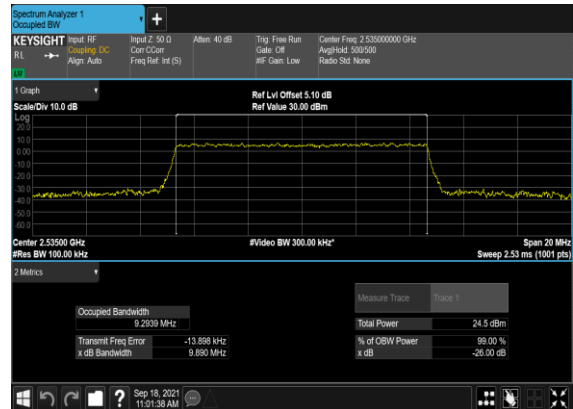 Spectrum Analyzer 1
Occupied BW
+
KEYSIGHT Input: RF Input Z: 50 Ω Atten: 40 dB Trig: Free Run Center Freq: 2.535000000 GHz
RL Coupling: DC Corr CCorr Gate: Off Avg|Hold: 500/500
Align: Auto Freq Ref: Int (S) #IF Gain: Low Radio Std: None
1 Graph
Ref Lvl Offset 5.10 dB
Scale/Div 10.0 dB Ref Value 30.00 dBm
Log
20.0
10.0
0.00
-10.0
-20.0
-30.0
-40.0
-50.0
-60.0
Center 2.53500 GHz #Video BW 300.00 kHz* Span 20 MHz
#Res BW 100.00 kHz Sweep 2.53 ms (1001 pts)
2 Metrics
Measure Trace Trace 1
Occupied Bandwidth
9.2939 MHz Total Power 24.5 dBm
Transmit Freq Error -13.898 kHz % of OBW Power 99.00 %
x dB Bandwidth 9.890 MHz x dB -26.00 dB
? Sep 18, 2021
11:01:38 AM